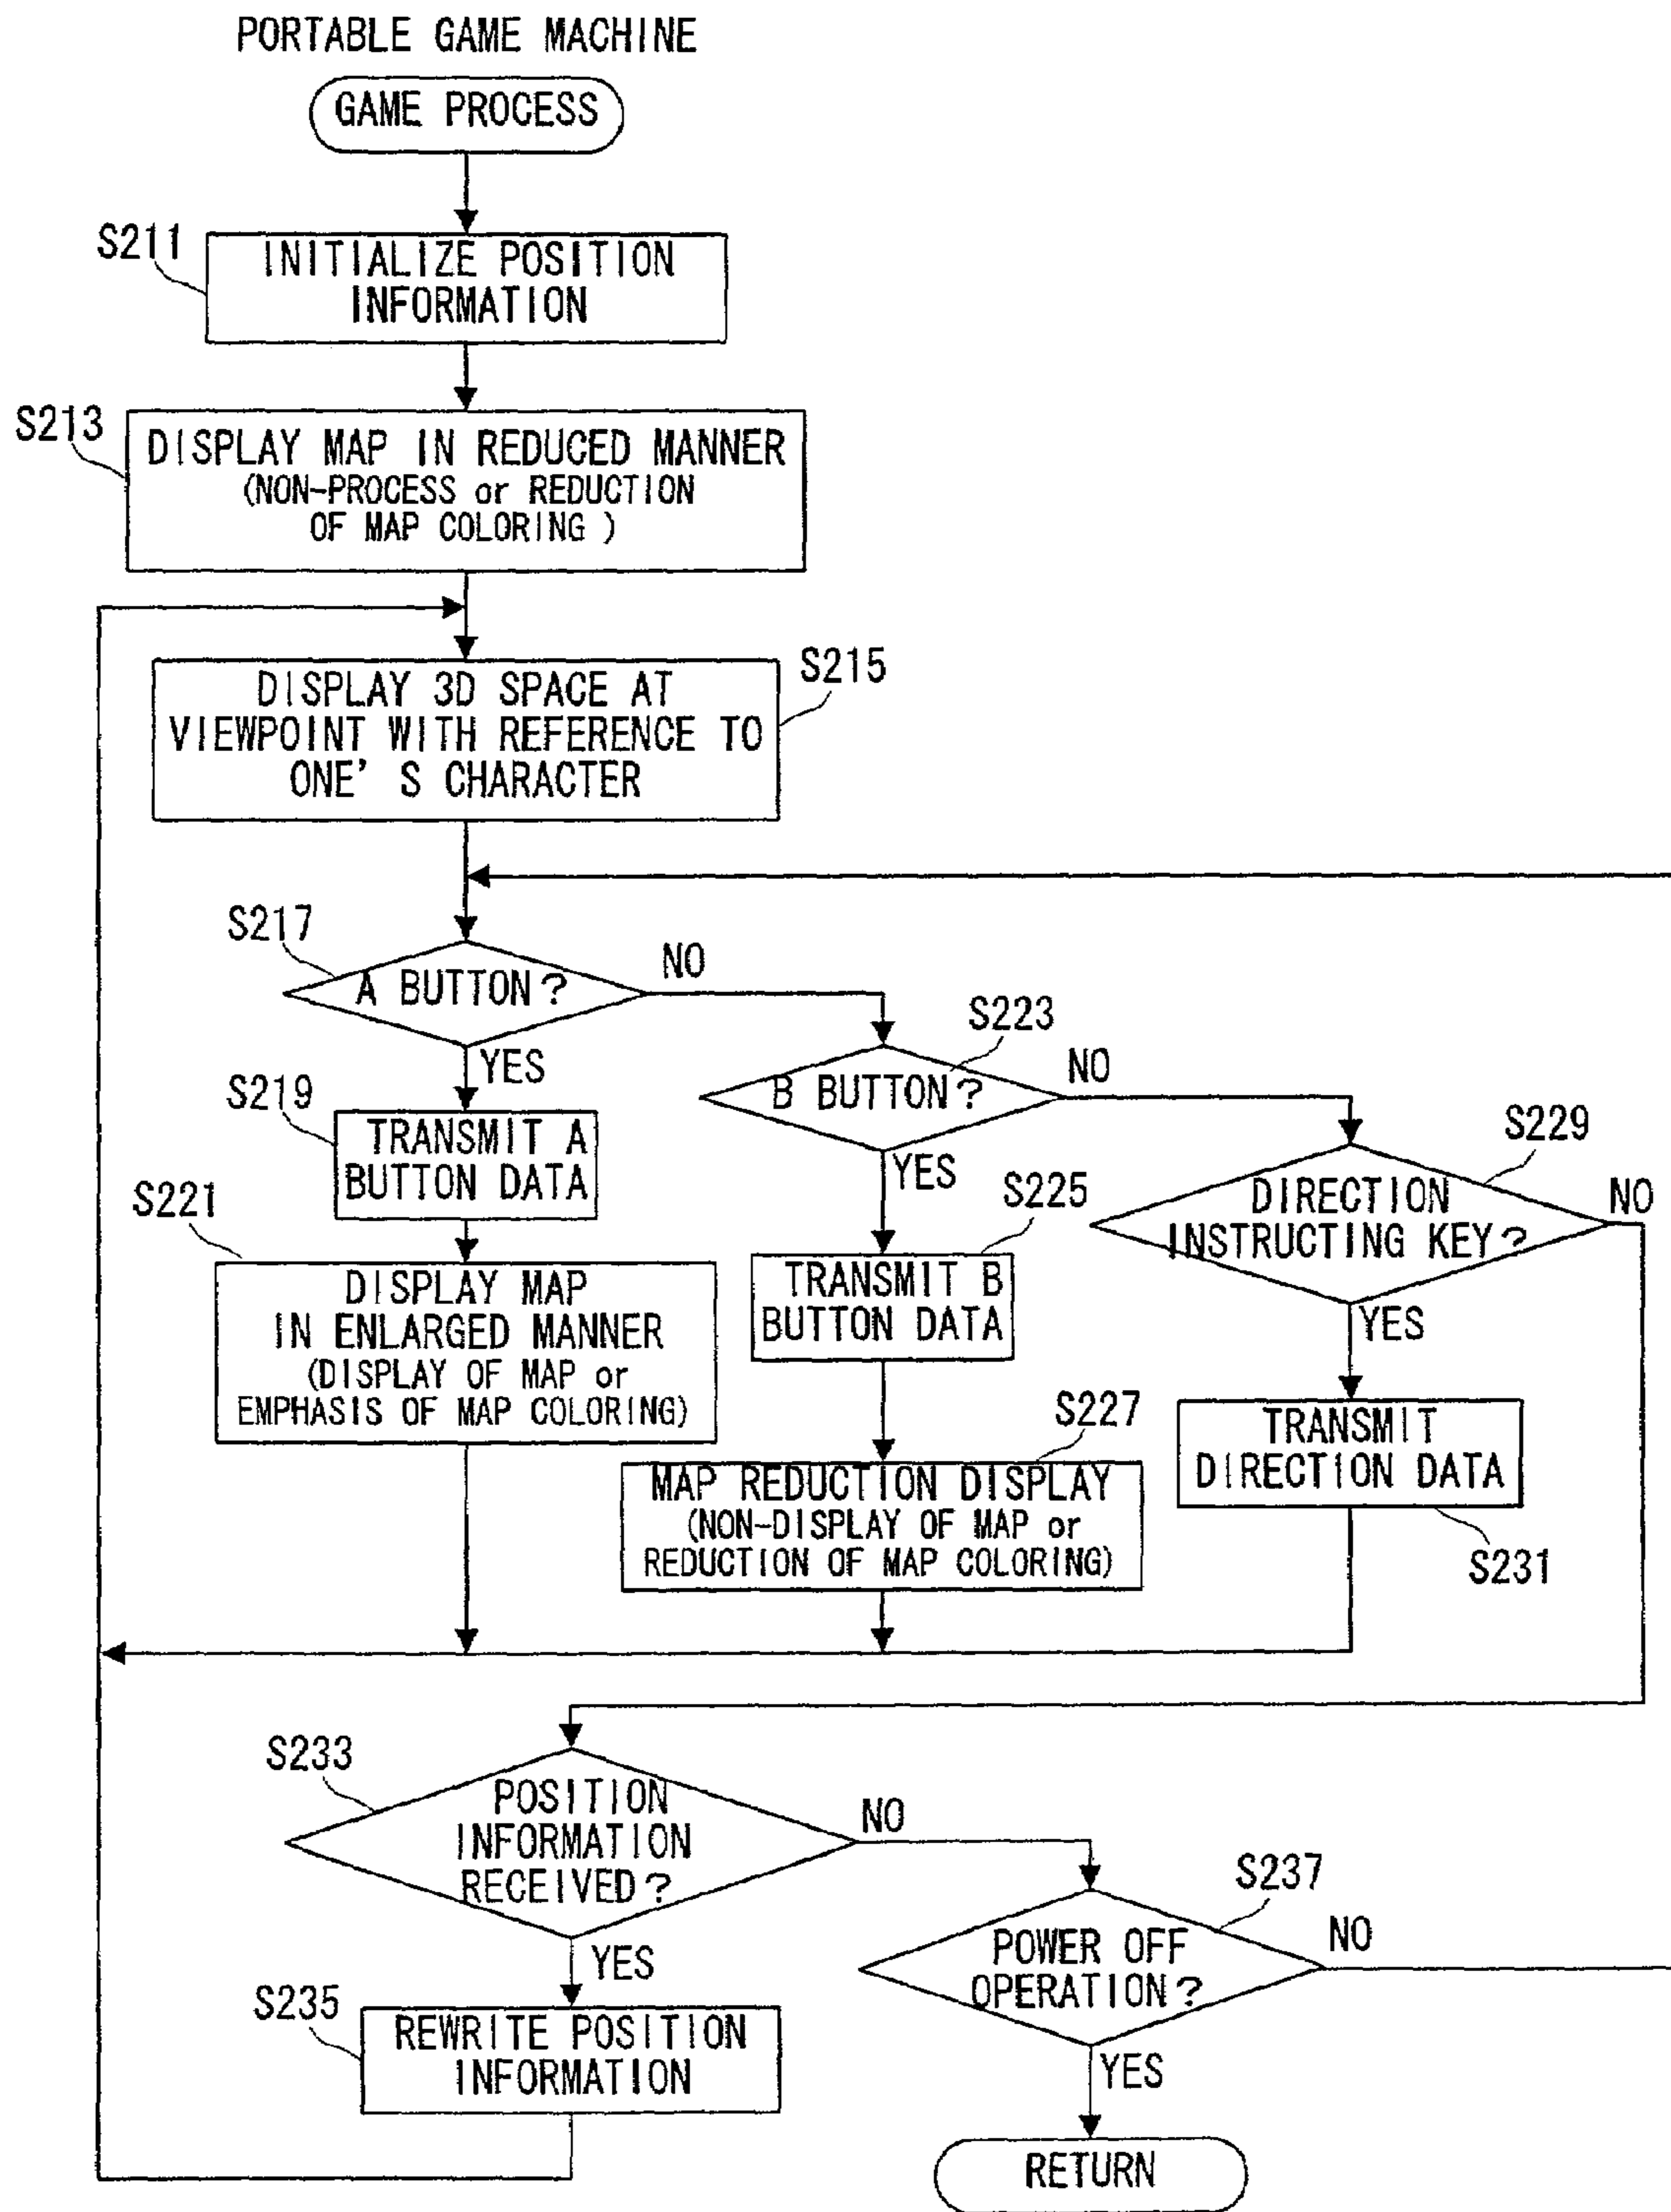 PORTABLE GAME MACHINE
GAME PROCESS
S211
INITIALIZE POSITION
INFORMATION
S213
DISPLAY MAP IN REDUCED MANNER
(NON-PROCESS or REDUCTION
OF MAP COLORING )
S215
DISPLAY 3D SPACE AT
VIEWPOINT WITH REFERENCE TO
ONE' S CHARACTER
S217
A BUTTON?
NO
YES
S219
TRANSMIT A
BUTTON DATA
S221
DISPLAY MAP
IN ENLARGED MANNER
(DISPLAY OF MAP or
EMPHASIS OF MAP COLORING)
S223
B BUTTON?
NO
YES
S225
TRANSMIT B
BUTTON DATA
S227
MAP REDUCTION DISPLAY
(NON-DISPLAY OF MAP or
REDUCTION OF MAP COLORING)
S229
DIRECTION
INSTRUCTING KEY?
NO
YES
TRANSMIT
DIRECTION DATA
S231
S233
POSITION
INFORMATION
RECEIVED?
NO
YES
S235
REWRITE POSITION
INFORMATION
S237
POWER OFF
OPERATION?
NO
YES
RETURN